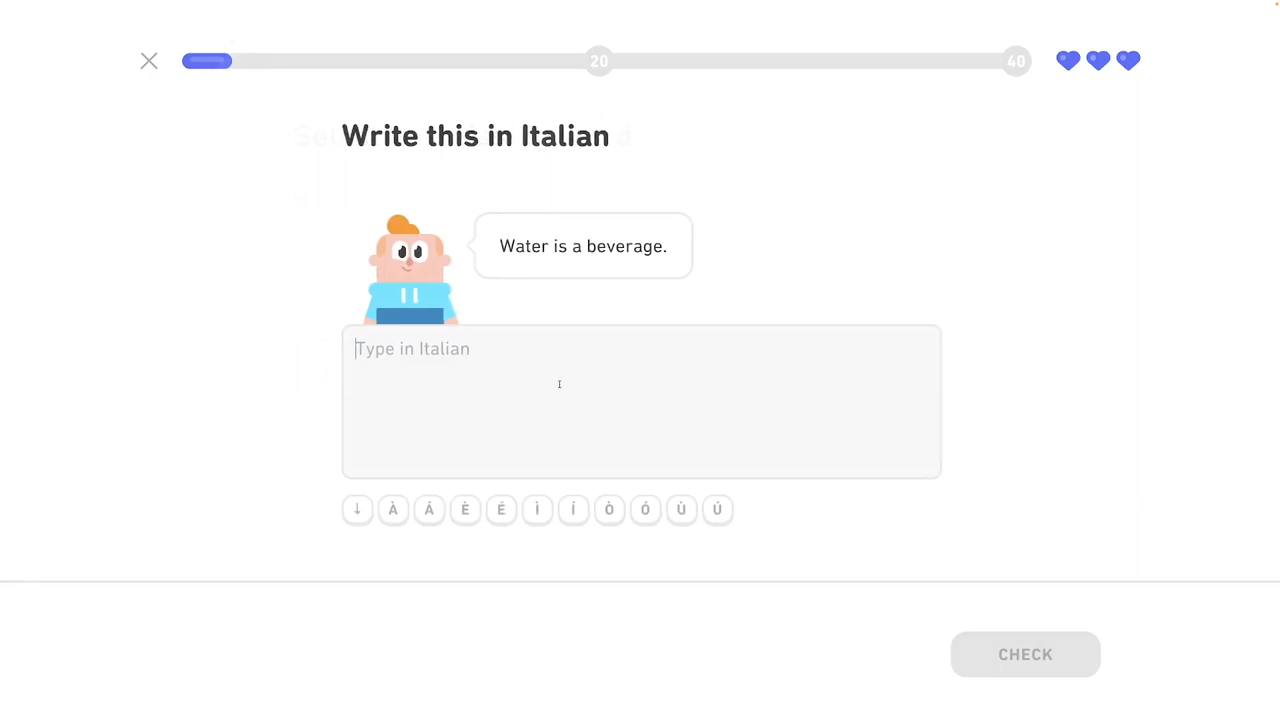 20
40
Write this in Italian
Water is a beverage.
Type in Italian
↓ À Á È É Ì Í Ò Ó Ù Ú
CHECK